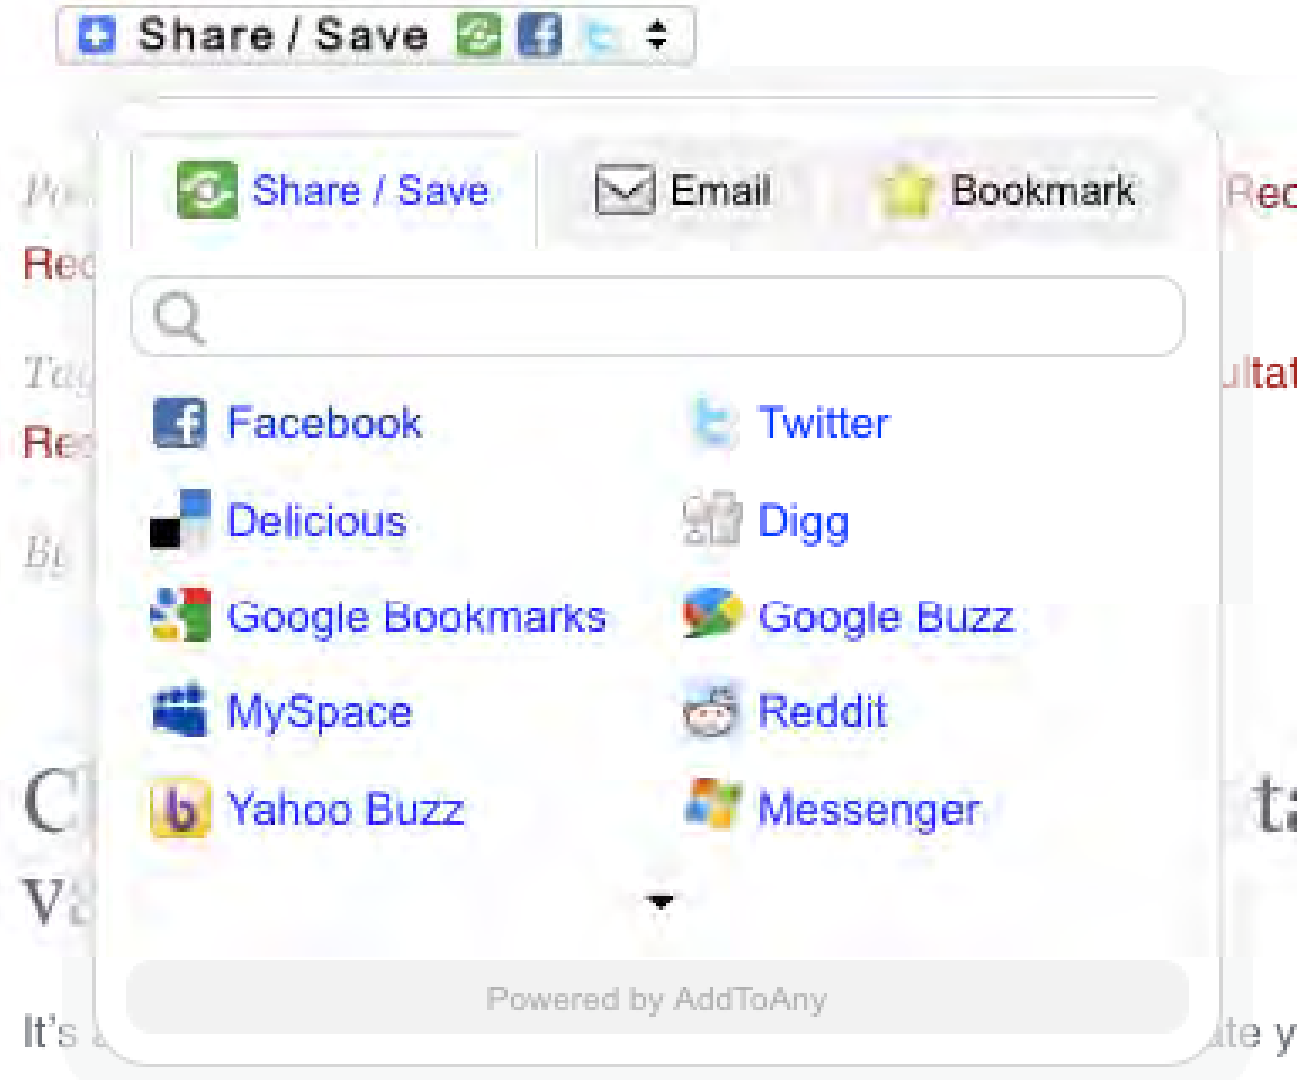 Share / Save
Share / Save Email Bookmark
Facebook Twitter
Delicious Digg
Google Bookmarks Google Buzz
MySpace Reddit
Yahoo Buzz Messenger
Powered by AddToAny
It's